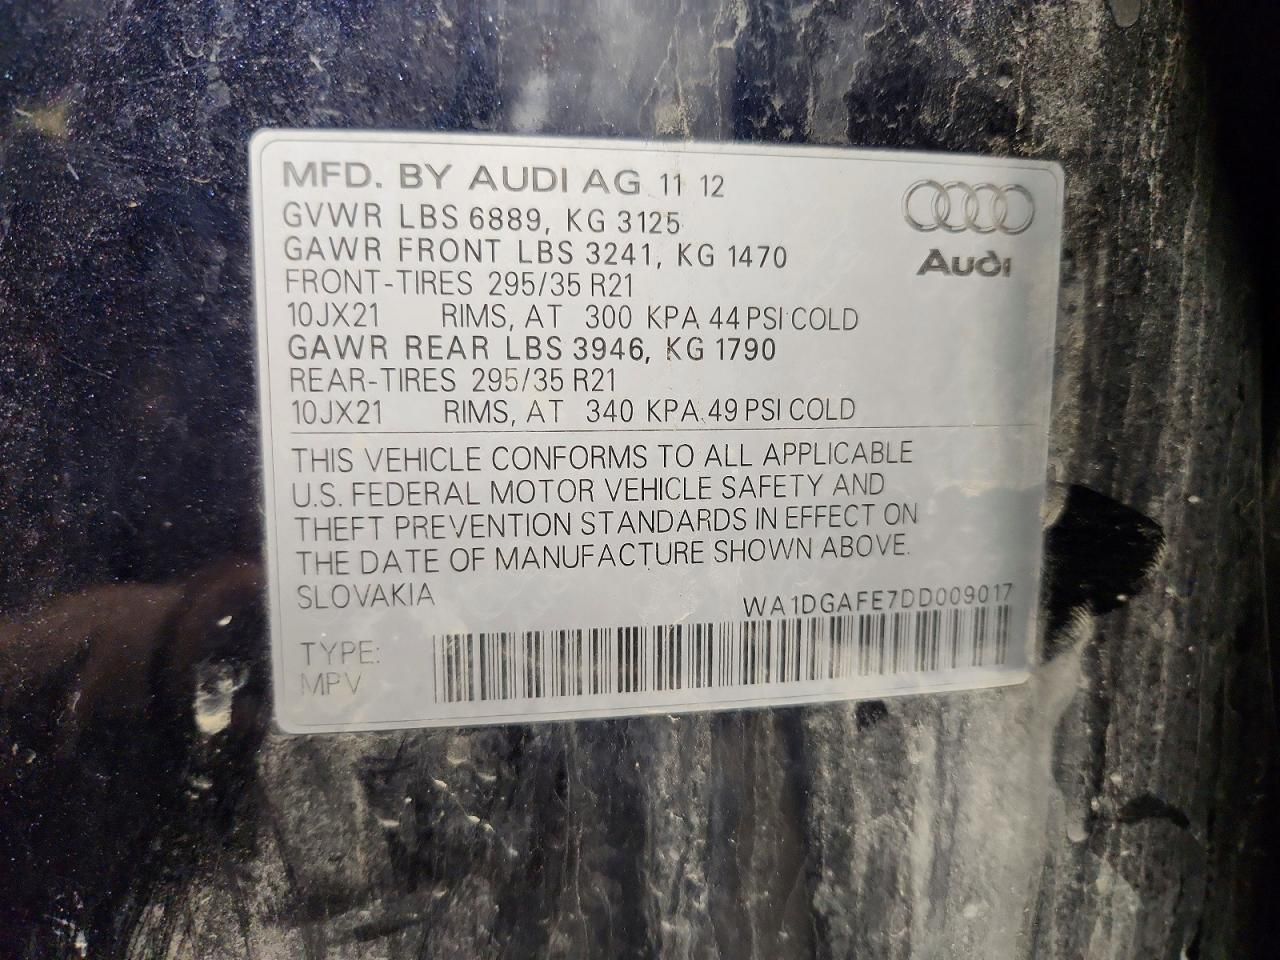 MFD. BY AUDI AG 11 12
GVWR LBS 6889, KG 3125
GAWR FRONT LBS 3241, KG 1470
FRONT-TIRES 295/35 R21
10JX21 RIMS, AT 300 KPA 44 PSI COLD
GAWR REAR LBS 3946, KG 1790
REAR-TIRES 295/35 R21
10JX21 RIMS, AT 340 KPA 49 PSI COLD
Audi
THIS VEHICLE CONFORMS TO ALL APPLICABLE
U.S. FEDERAL MOTOR VEHICLE SAFETY AND
THEFT PREVENTION STANDARDS IN EFFECT ON
THE DATE OF MANUFACTURE SHOWN ABOVE.
SLOVAKIA
WA1DGAFE7DD009017
TYPE:
MPV